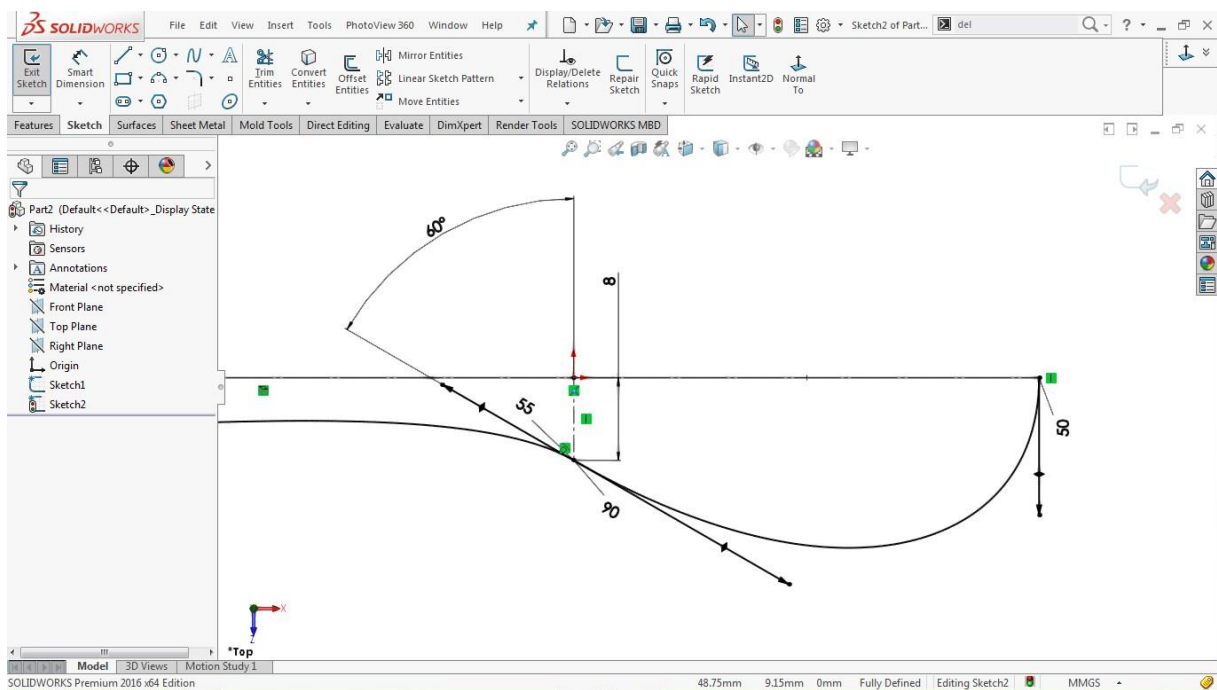 SOLIDWORKS File Edit View Insert Tools PhotoView 360 Window Help Sketch2 of Part... del
Exit Sketch
Smart Dimension
Trim Entities
Convert Entities
Offset Entities
Mirror Entities
Linear Sketch Pattern
Move Entities
Display/Delete Relations
Repair Sketch
Quick Snaps
Rapid Sketch
Instant2D
Normal To
Features Sketch Surfaces Sheet Metal Mold Tools Direct Editing Evaluate DimXpert Render Tools SOLIDWORKS MBD
Part2 (Default<<Default>_Display State
History
Sensors
Annotations
Material <not specified>
Front Plane
Top Plane
Right Plane
Origin
Sketch1
Sketch2
60°
8
55
50
90
X
Z
*Top
Model 3D Views Motion Study 1
SOLIDWORKS Premium 2016 x64 Edition 48.75mm 9.15mm 0mm Fully Defined Editing Sketch2 MMGS